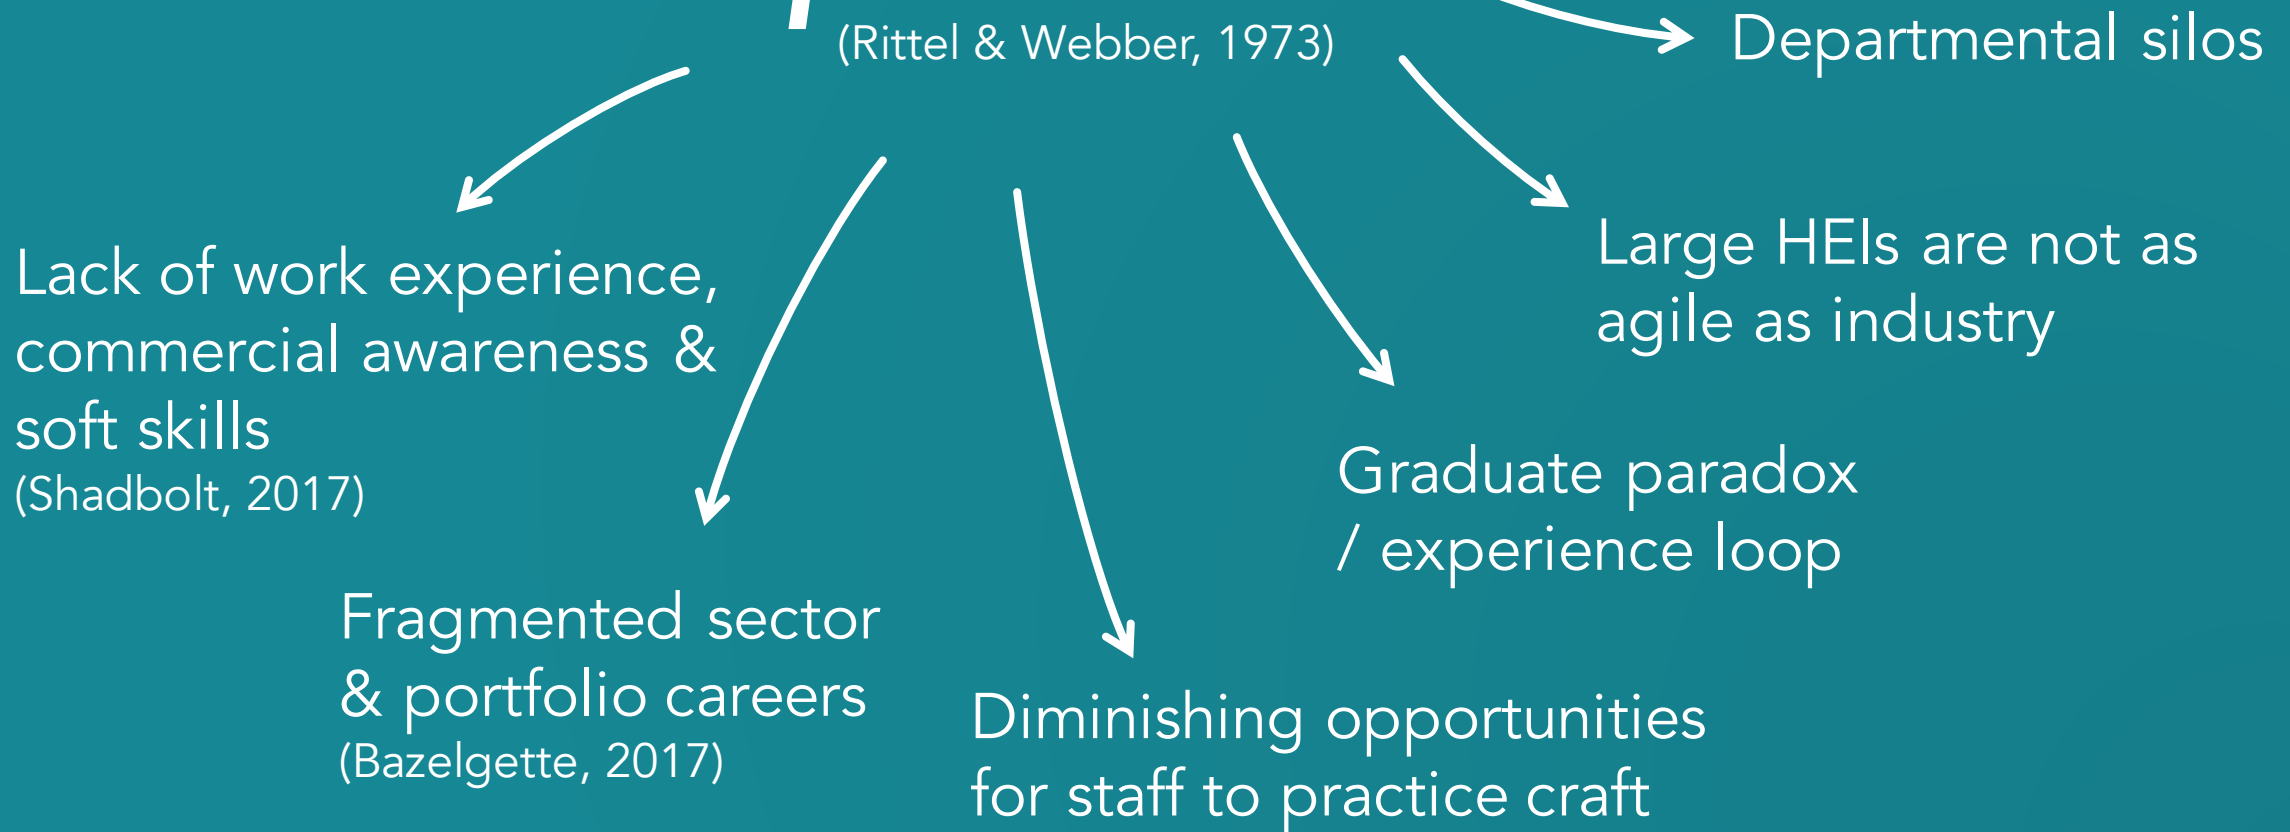 (Rittel & Webber, 1973)
Departmental silos
Lack of work experience,
commercial awareness &
soft skills
(Shadbolt, 2017)
Large HEIs are not as
agile as industry
Graduate paradox
/ experience loop
Fragmented sector
& portfolio careers
(Bazelgette, 2017)
Diminishing opportunities
for staff to practice craft